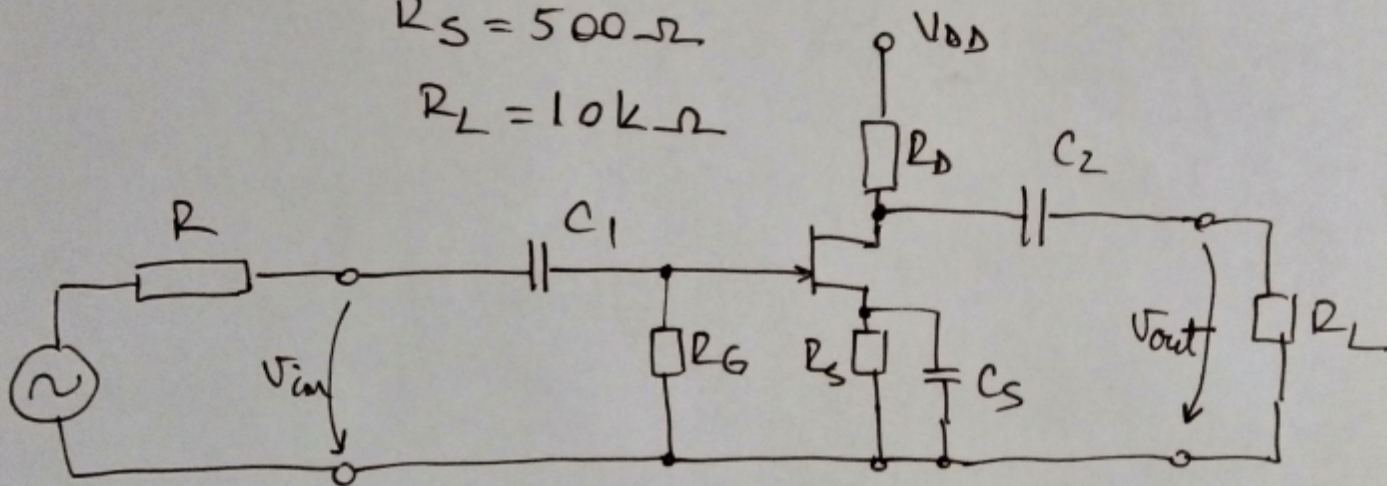 RS = 500Ω
RL = 10kΩ
VDD
RD
C2
R
C1
Vin
RG
RS
CS
Vout
RL